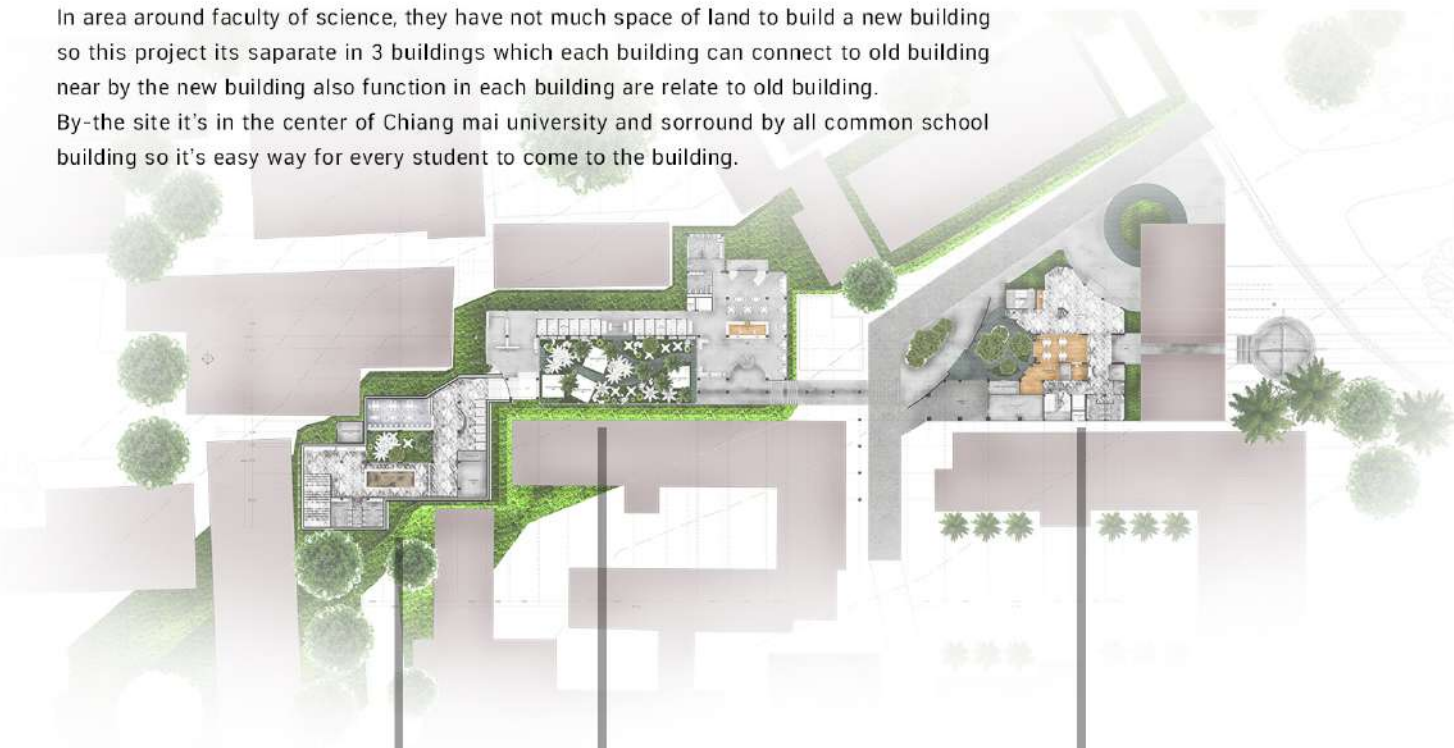 In area around faculty of science, they have not much space of land to build a new building
so this project its saparate in 3 buildings which each building can connect to old building
near by the new building also function in each building are relate to old building.
By-the site it's in the center of Chiang mai university and sorround by all common school
building so it's easy way for every student to come to the building.